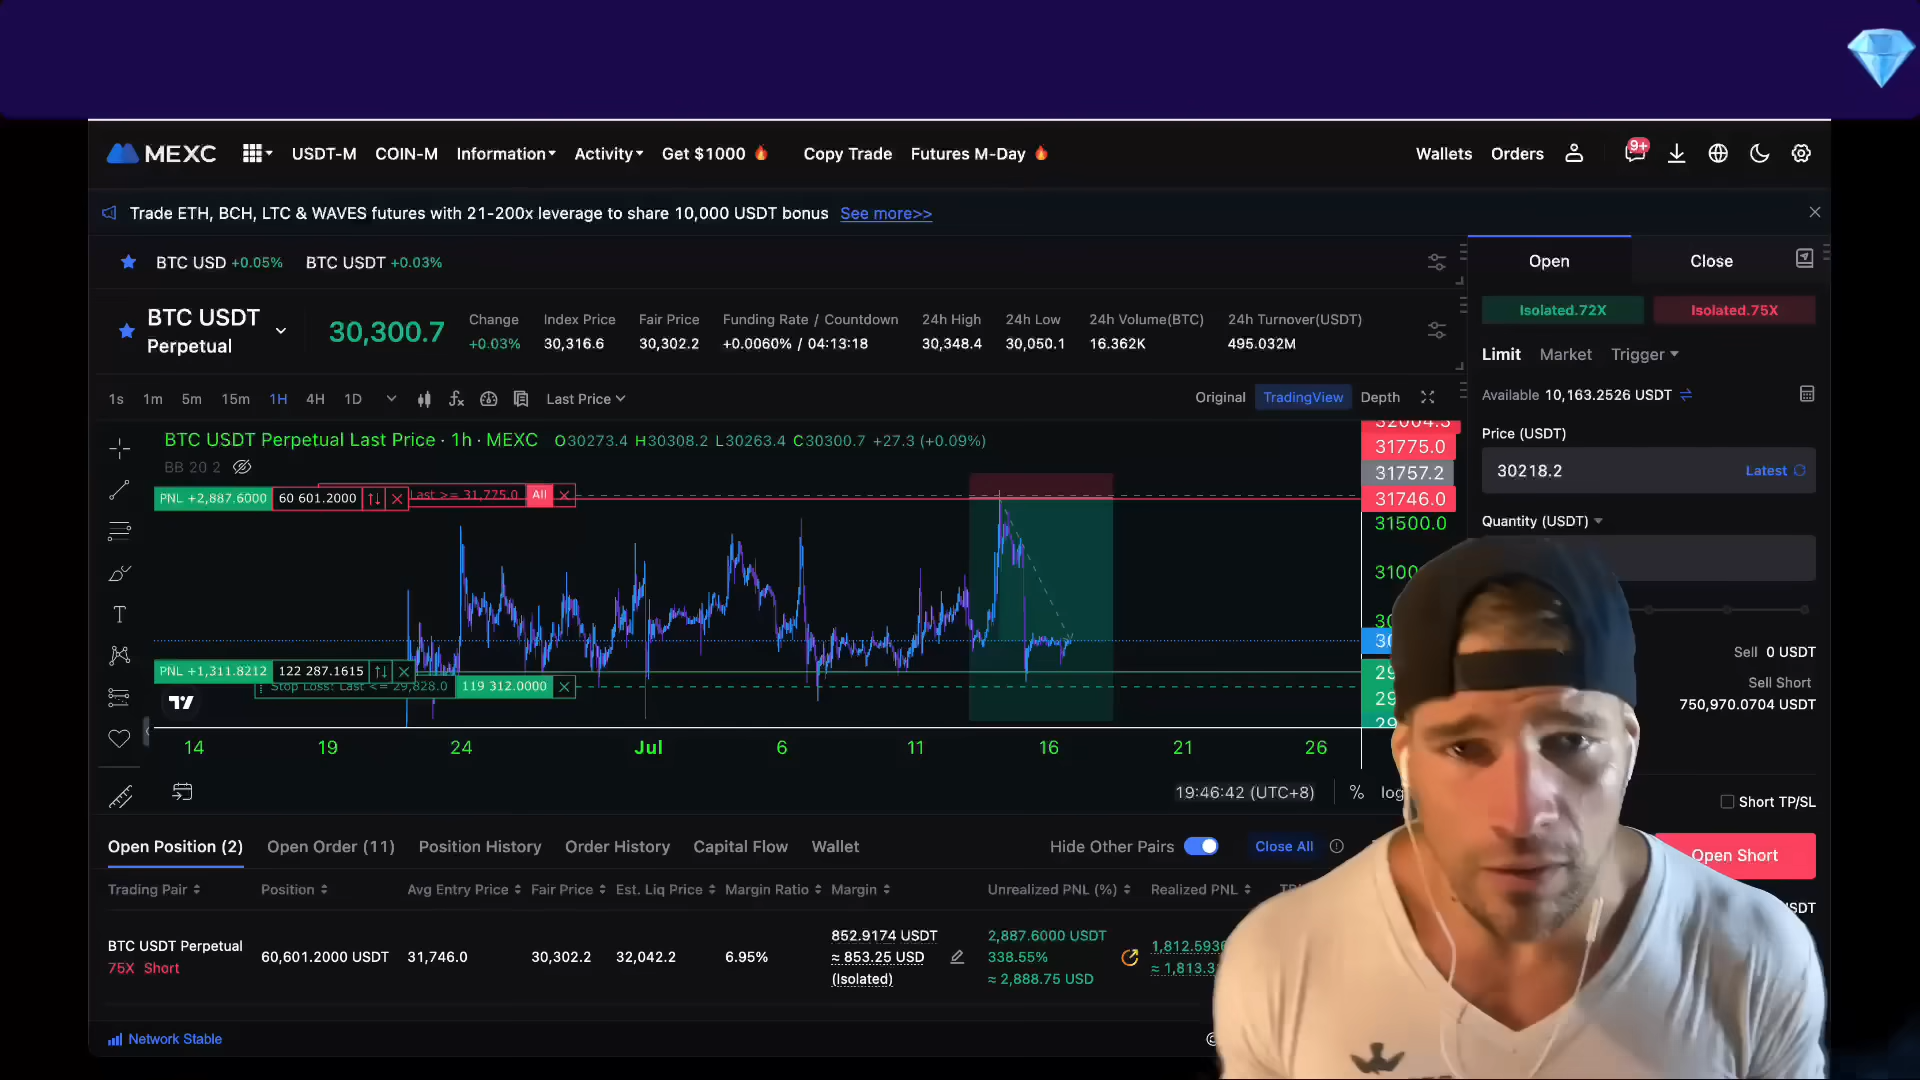 MEXC USDT-M COIN-M Information Activity Get $1000 Copy Trade Futures M-Day Wallets Orders 9+
Trade ETH, BCH, LTC & WAVES futures with 21-200x leverage to share 10,000 USDT bonus See more>>
BTC USD +0.05% BTC USDT +0.03%
Open Close
BTC USDT
Perpetual
30,300.7
Change Index Price Fair Price Funding Rate / Countdown 24h High 24h Low 24h Volume(BTC) 24h Turnover(USDT)
+0.03% 30,316.6 30,302.2 +0.0060% / 04:13:18 30,348.4 30,050.1 16.362K 495.032M
Isolated.72X Isolated.75X
Limit Market Trigger
1s 1m 5m 15m 1H 4H 1D Last Price Original TradingView Depth
Available 10,163.2526 USDT
BTC USDT Perpetual Last Price · 1h · MEXC O30273.4 H30308.2 L30263.4 C30300.7 +27.3 (+0.09%)
BB 20 2
32004.3
31775.0
31757.2
31746.0
31500.0
Price (USDT)
30218.2 Latest
Quantity (USDT)
PNL +2,887.6000 60 601.2000 Last >= 31,775.0 All
PNL +1,311.8212 122 287.1615
Stop Loss: Last <= 29,828.0 119 312.0000
14 19 24 Jul 6 11 16 21 26
19:46:42 (UTC+8) % log
Sell 0 USDT
Sell Short
750,970.0704 USDT
Short TP/SL
Open Short
Open Position (2) Open Order (11) Position History Order History Capital Flow Wallet Hide Other Pairs Close All
Trading Pair Position Avg Entry Price Fair Price Est. Liq Price Margin Ratio Margin Unrealized PNL (%) Realized PNL
BTC USDT Perpetual
75X Short
60,601.2000 USDT 31,746.0 30,302.2 32,042.2 6.95%
852.9174 USDT
≈ 853.25 USD
(Isolated)
2,887.6000 USDT
338.55%
≈ 2,888.75 USD
1,812.5936
≈ 1,813.3
Network Stable